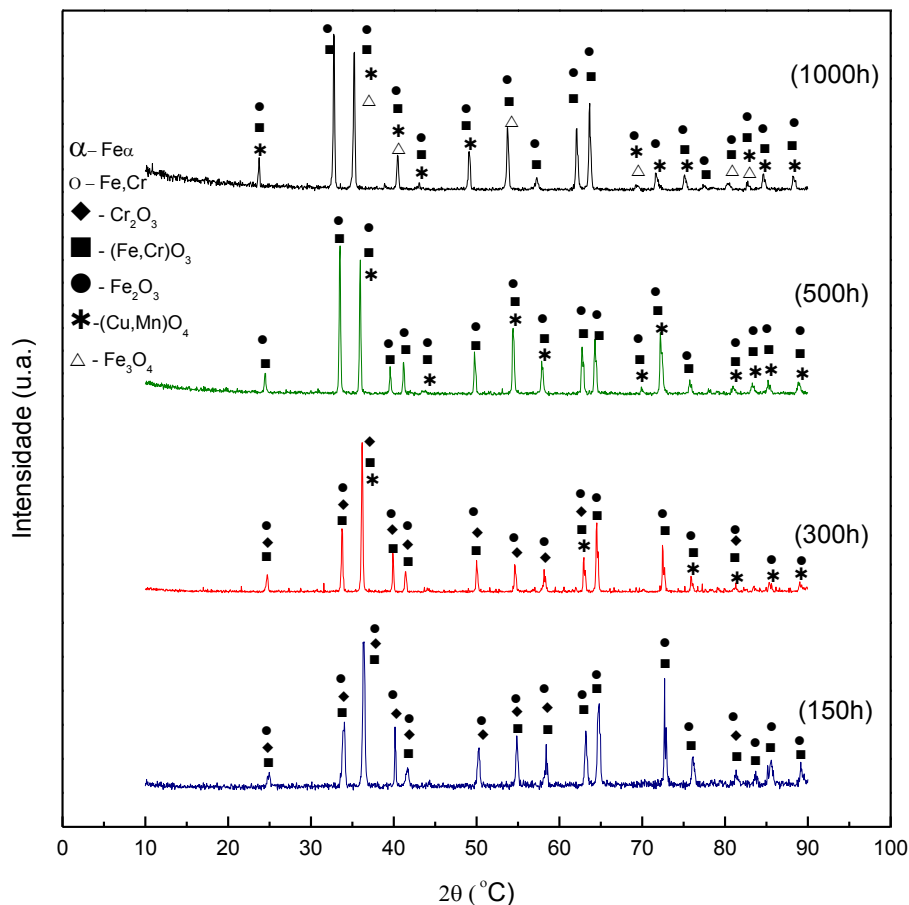 (1000h)
α – Feα
O – Fe,Cr
◆ - Cr₂O₃
■ - (Fe,Cr)O₃
● - Fe₂O₃
✱ -(Cu,Mn)O₄
△ - Fe₃O₄
(500h)
(300h)
(150h)
Intensidade (u.a.)
0 10 20 30 40 50 60 70 80 90 100
2θ (°C)